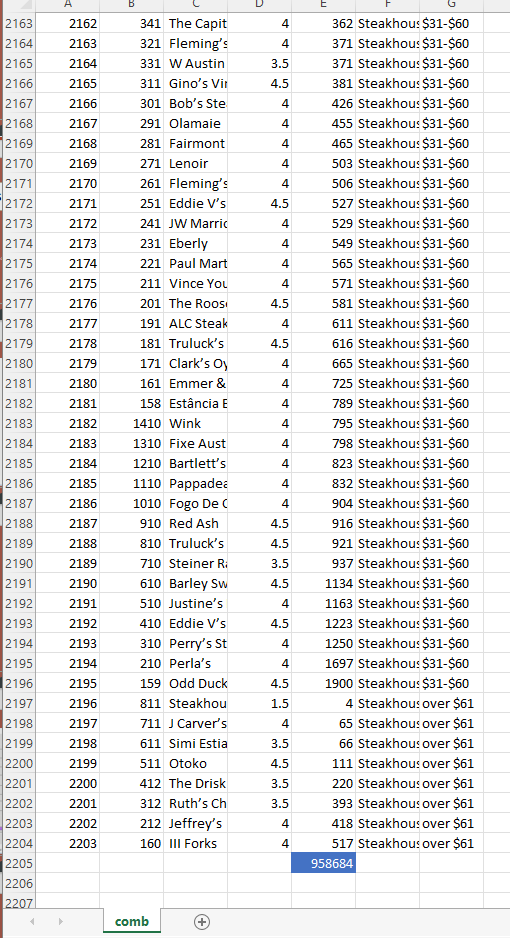 A B C D E F G
2163 2162 341 The Capit 4 362 Steakhous $31-$60
2164 2163 321 Fleming's 4 371 Steakhous $31-$60
2165 2164 331 W Austin 3.5 371 Steakhous $31-$60
2166 2165 311 Gino's Vir 4.5 381 Steakhous $31-$60
2167 2166 301 Bob's Ste 4 426 Steakhous $31-$60
2168 2167 291 Olamaie 4 455 Steakhous $31-$60
2169 2168 281 Fairmont 4 465 Steakhous $31-$60
2170 2169 271 Lenoir 4 503 Steakhous $31-$60
2171 2170 261 Fleming's 4 506 Steakhous $31-$60
2172 2171 251 Eddie V's 4.5 527 Steakhous $31-$60
2173 2172 241 JW Marric 4 529 Steakhous $31-$60
2174 2173 231 Eberly 4 549 Steakhous $31-$60
2175 2174 221 Paul Mart 4 565 Steakhous $31-$60
2176 2175 211 Vince You 4 571 Steakhous $31-$60
2177 2176 201 The Roos 4.5 581 Steakhous $31-$60
2178 2177 191 ALC Steak 4 611 Steakhous $31-$60
2179 2178 181 Truluck's 4.5 616 Steakhous $31-$60
2180 2179 171 Clark's Oy 4 665 Steakhous $31-$60
2181 2180 161 Emmer & 4 725 Steakhous $31-$60
2182 2181 158 Estância B 4 789 Steakhous $31-$60
2183 2182 1410 Wink 4 795 Steakhous $31-$60
2184 2183 1310 Fixe Aust 4 798 Steakhous $31-$60
2185 2184 1210 Bartlett's 4 823 Steakhous $31-$60
2186 2185 1110 Pappadea 4 832 Steakhous $31-$60
2187 2186 1010 Fogo De C 4 904 Steakhous $31-$60
2188 2187 910 Red Ash 4.5 916 Steakhous $31-$60
2189 2188 810 Truluck's 4.5 921 Steakhous $31-$60
2190 2189 710 Steiner Ra 3.5 937 Steakhous $31-$60
2191 2190 610 Barley Sw 4.5 1134 Steakhous $31-$60
2192 2191 510 Justine's 4 1163 Steakhous $31-$60
2193 2192 410 Eddie V's 4.5 1223 Steakhous $31-$60
2194 2193 310 Perry's St 4 1250 Steakhous $31-$60
2195 2194 210 Perla's 4 1697 Steakhous $31-$60
2196 2195 159 Odd Duck 4.5 1900 Steakhous $31-$60
2197 2196 811 Steakhou 1.5 4 Steakhous over $61
2198 2197 711 J Carver's 4 65 Steakhous over $61
2199 2198 611 Simi Estia 3.5 66 Steakhous over $61
2200 2199 511 Otoko 4.5 111 Steakhous over $61
2201 2200 412 The Drisk 3.5 220 Steakhous over $61
2202 2201 312 Ruth's Ch 3.5 393 Steakhous over $61
2203 2202 212 Jeffrey's 4 418 Steakhous over $61
2204 2203 160 III Forks 4 517 Steakhous over $61
2205 958684
2206
2207
comb